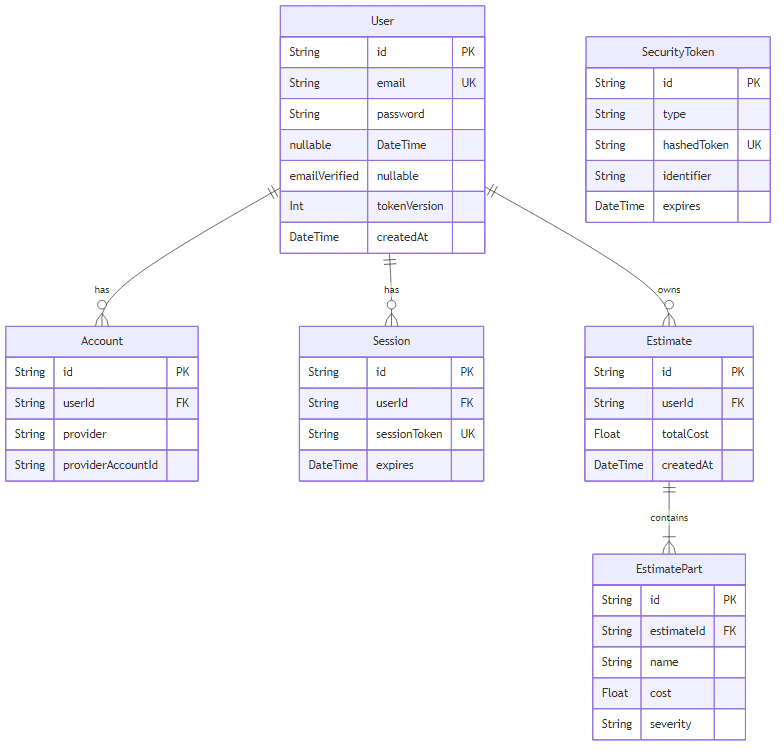 User
String id PK
String email UK
String password
nullable DateTime
emailVerified nullable
Int tokenVersion
DateTime createdAt
SecurityToken
String id PK
String type
String hashedToken UK
String identifier
DateTime expires
has
has
owns
Account
String id PK
String userId FK
String provider
String providerAccountId
Session
String id PK
String userId FK
String sessionToken UK
DateTime expires
Estimate
String id PK
String userId FK
Float totalCost
DateTime createdAt
contains
EstimatePart
String id PK
String estimateId FK
String name
Float cost
String severity